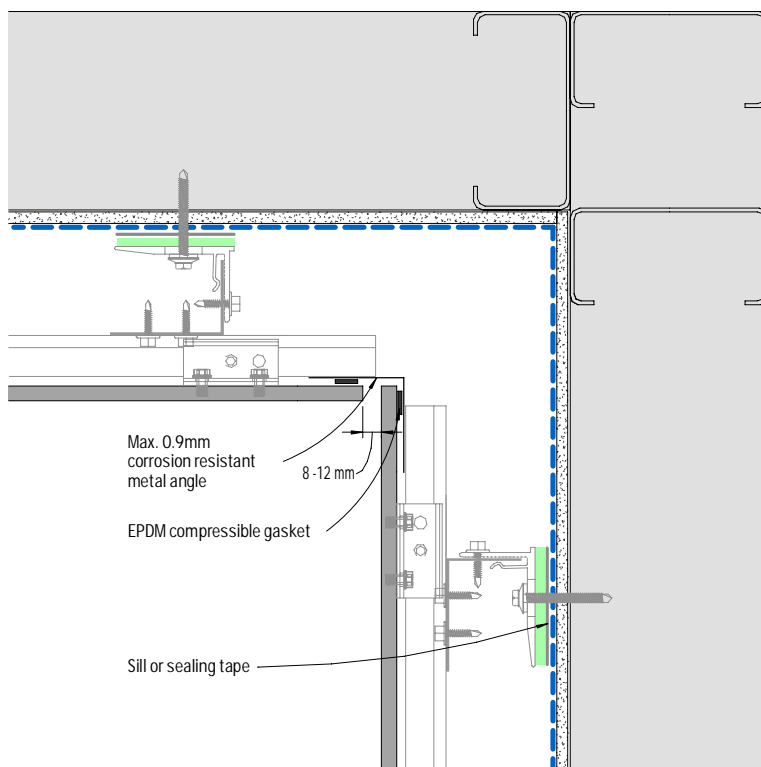 Max. 0.9mm
corrosion resistant
metal angle
8 -12 mm
EPDM compressible gasket
Sill or sealing tape